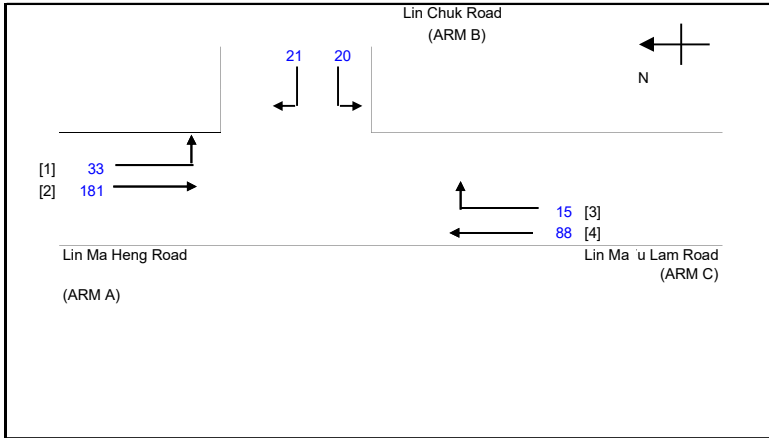 Lin Chuk Road
(ARM B)
21 20
N
[1] 33
[2] 181
15 [3]
88 [4]
Lin Ma Heng Road
Lin Ma u Lam Road
(ARM C)
(ARM A)